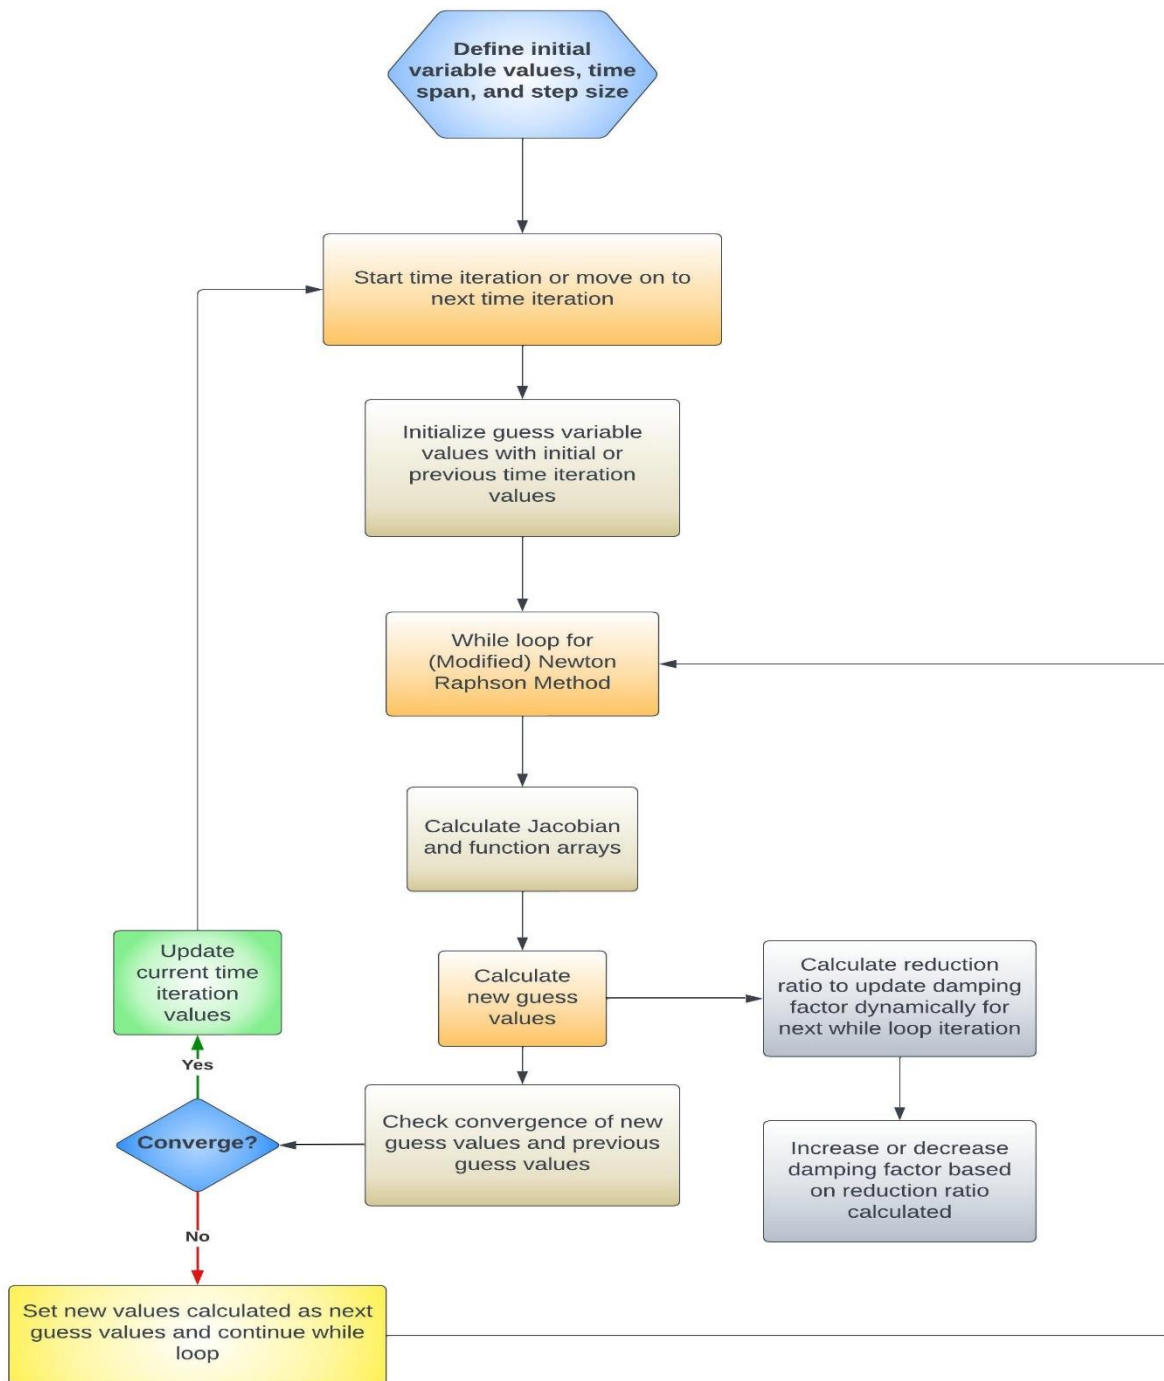 Define initial
variable values, time
span, and step size
Start time iteration or move on to
next time iteration
Initialize guess variable
values with initial or
previous time iteration
values
While loop for
(Modified) Newton
Raphson Method
Calculate Jacobian
and function arrays
Calculate
new guess
values
Calculate reduction
ratio to update damping
factor dynamically for
next while loop iteration
Increase or decrease
damping factor based
on reduction ratio
calculated
Check convergence of new
guess values and previous
guess values
Converge?
Yes
Update
current time
iteration
values
No
Set new values calculated as next
guess values and continue while
loop